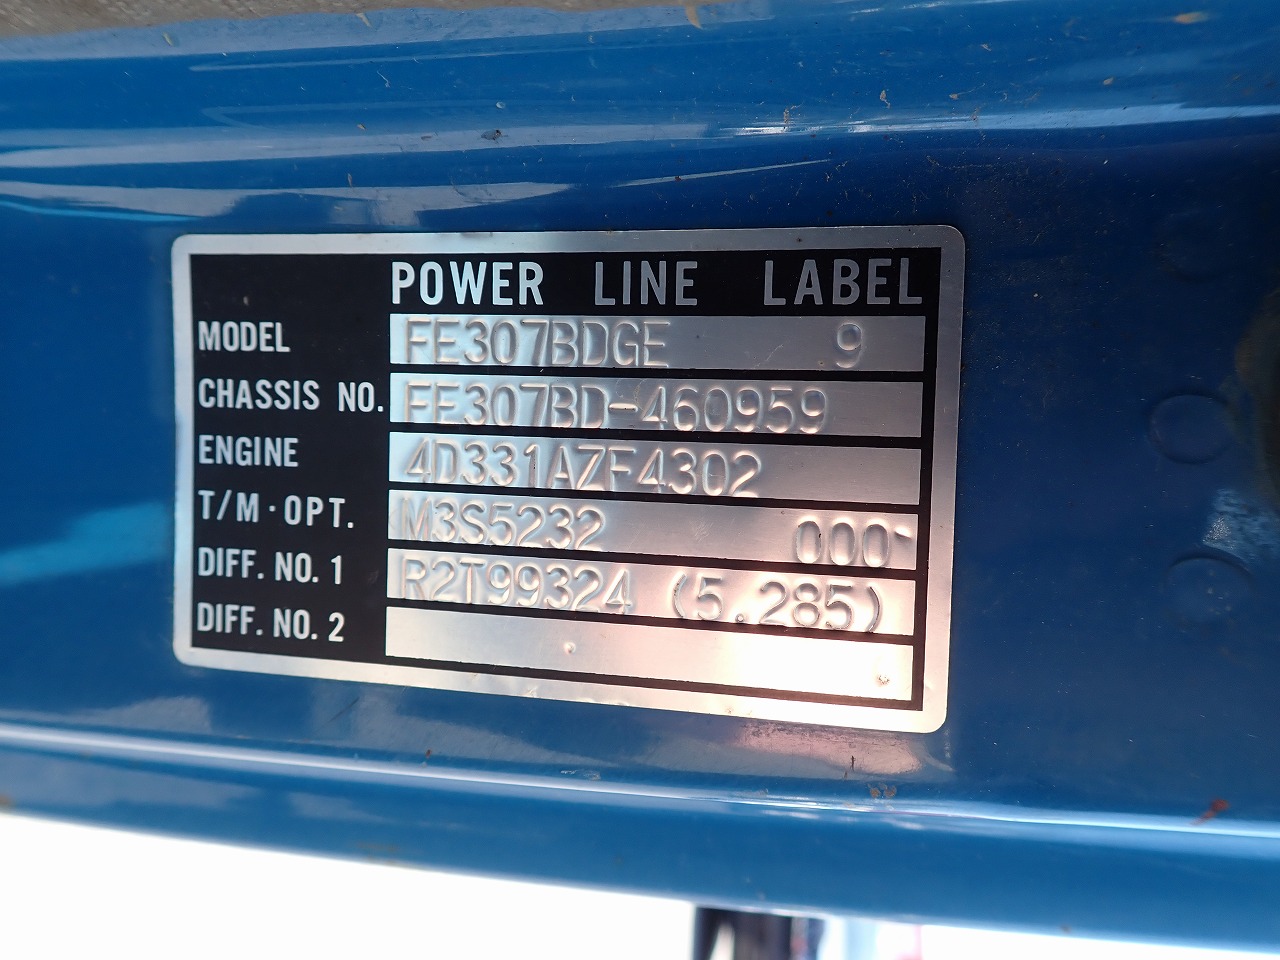 POWER LINE LABEL
MODEL FE307BDGE 9
CHASSIS NO. FE307BD-460959
ENGINE 4D331AZF4302
T/M·OPT. M3S5232 000
DIFF. NO. 1 R2T99324 (5.285)
DIFF. NO. 2